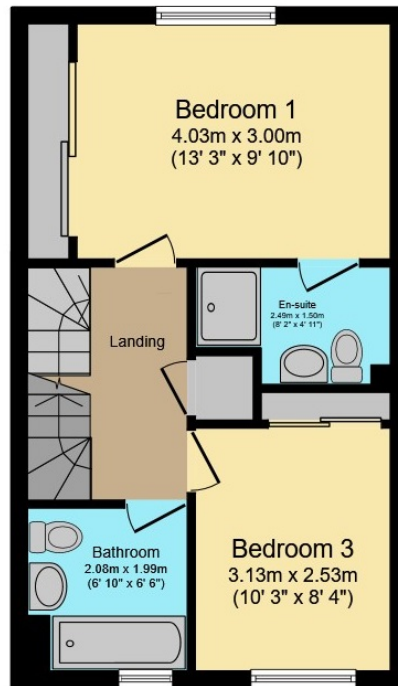 Bedroom 1
4.03m x 3.00m
(13' 3" x 9' 10")
En-suite
2.49m x 1.50m
(8' 2" x 4' 11")
Landing
Bathroom
2.08m x 1.99m
(6' 10" x 6' 6")
Bedroom 3
3.13m x 2.53m
(10' 3" x 8' 4")